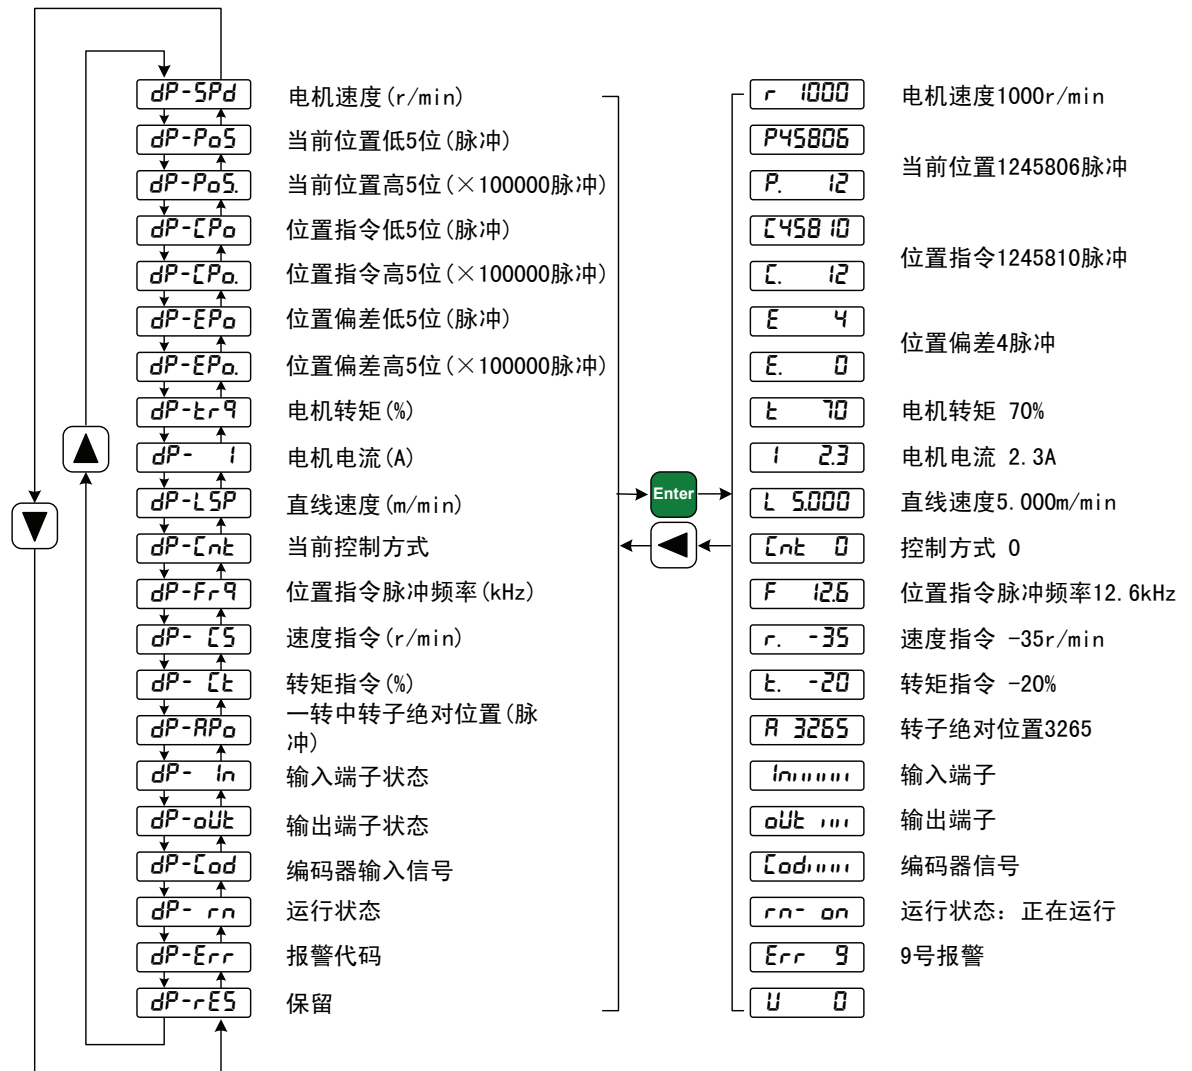 dP-SPd 电机速度(r/min) r 1000 电机速度1000r/min
dP-PoS 当前位置低5位(脉冲) P45806
当前位置1245806脉冲
dP-PoS. 当前位置高5位(×100000脉冲) P. 12
dP-CPo 位置指令低5位(脉冲) C45810
位置指令1245810脉冲
dP-CPo. 位置指令高5位(×100000脉冲) C. 12
dP-EPo 位置偏差低5位(脉冲) E 4
位置偏差4脉冲
dP-EPo. 位置偏差高5位(×100000脉冲) E. 0
dP-trq 电机转矩(%) t 70 电机转矩 70%
dP- I 电机电流(A) I 2.3 电机电流 2.3A
Enter
dP-LSP 直线速度(m/min) L 5.000 直线速度5.000m/min
dP-Cnt 当前控制方式 Cnt 0 控制方式 0
dP-Frq 位置指令脉冲频率(kHz) F 12.6 位置指令脉冲频率12.6kHz
dP- CS 速度指令(r/min) r. -35 速度指令 -35r/min
dP- Ct 转矩指令(%) t. -20 转矩指令 -20%
dP-APo 一转中转子绝对位置(脉
冲) A 3265 转子绝对位置3265
dP- In 输入端子状态 In 输入端子
dP-oUt 输出端子状态 oUt 输出端子
dP-Cod 编码器输入信号 Cod 编码器信号
dP- rn 运行状态 rn- on 运行状态：正在运行
dP-Err 报警代码 Err 9 9号报警
dP-rES 保留 U 0